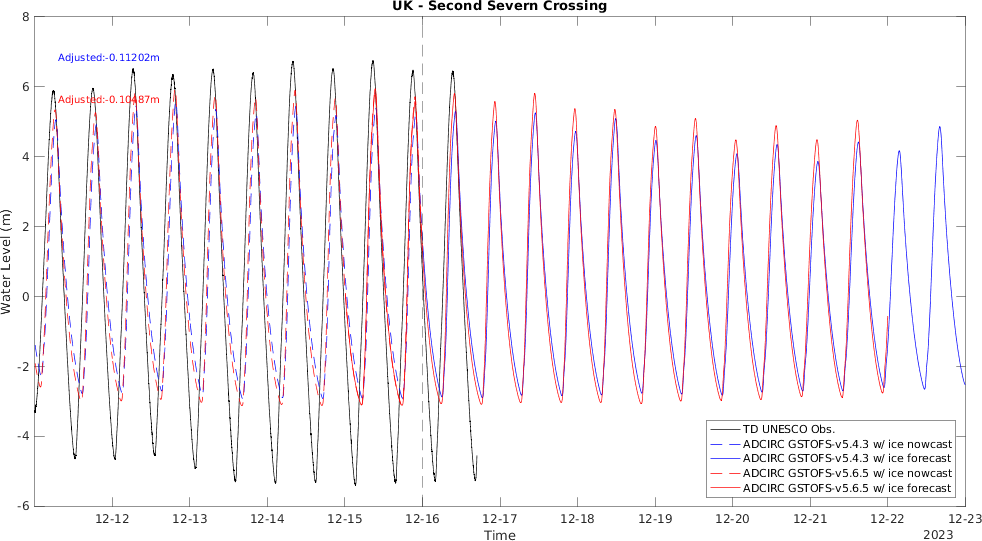 UK - Second Severn Crossing
8
6
4
2
0
-2
-4
-6
Water Level (m)
Adjusted:-0.11202m
Adjusted:-0.10487m
TD UNESCO Obs.
ADCIRC GSTOFS-v5.4.3 w/ ice nowcast
ADCIRC GSTOFS-v5.4.3 w/ ice forecast
ADCIRC GSTOFS-v5.6.5 w/ ice nowcast
ADCIRC GSTOFS-v5.6.5 w/ ice forecast
12-12
12-13
12-14
12-15
12-16
12-17
12-18
12-19
12-20
12-21
12-22
12-23
Time
2023